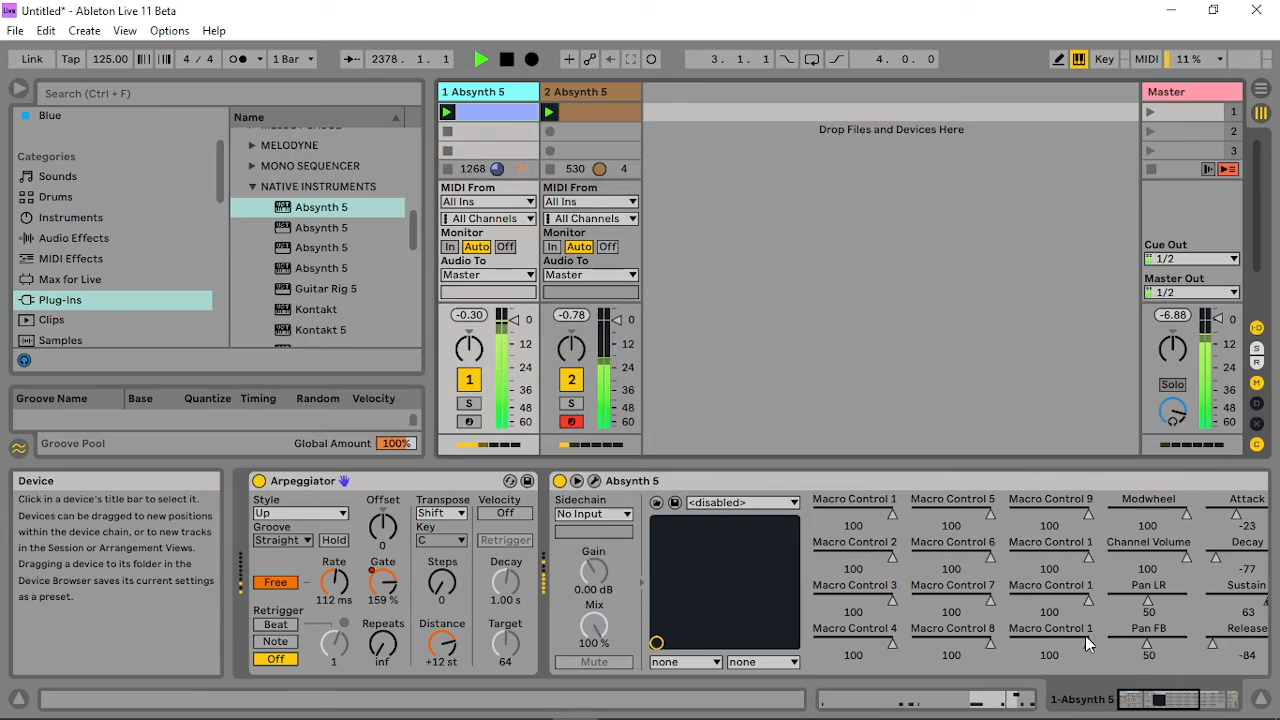 Live Untitled* - Ableton Live 11 Beta
File Edit Create View Options Help
Link Tap 125.00 4 / 4 1 Bar 2378. 1. 1 3. 1. 1 4. 0. 0 Key MIDI 11 %
Search (Ctrl + F)
Blue
Categories
Sounds
Drums
Instruments
Audio Effects
MIDI Effects
Max for Live
Plug-Ins
Clips
Samples
Name
MELODYNE
MONO SEQUENCER
NATIVE INSTRUMENTS
Absynth 5
Absynth 5
Absynth 5
Absynth 5
Guitar Rig 5
Kontakt
Kontakt 5
Groove Name Base Quantize Timing Random Velocity
Groove Pool Global Amount 100%
1 Absynth 5
1268
MIDI From
All Ins
All Channels
Monitor
In Auto Off
Audio To
Master
-0.30
0
12
24
36
48
60
1
S
2 Absynth 5
530 4
MIDI From
All Ins
All Channels
Monitor
In Auto Off
Audio To
Master
-0.78
0
12
24
36
48
60
2
S
Drop Files and Devices Here
Master
1
2
3
Cue Out
1/2
Master Out
1/2
-6.88
0
12
24
36
48
60
Solo
I-O
S
R
M
D
X
C
Device
Click in a device's title bar to select it.
Devices can be dragged to new positions
within the device chain, or to new tracks
in the Session or Arrangement Views.
Dragging a device to its folder in the
Device Browser saves its current settings
as a preset.
Arpeggiator
Style
Up
Groove
Straight Hold
Offset
0
Transpose
Shift
Key
C
Velocity
Off
Retrigger
Free
Rate
112 ms
Gate
159 %
Steps
0
Decay
1.00 s
Retrigger
Beat
Note
Off
1
Repeats
inf
Distance
+12 st
Target
64
Absynth 5
Sidechain
No Input
Gain
0.00 dB
Mix
100 %
Mute
<disabled>
none none
Macro Control 1 Macro Control 5 Macro Control 9 Modwheel Attack
100 100 100 100 -23
Macro Control 2 Macro Control 6 Macro Control 1 Channel Volume Decay
100 100 100 100 -77
Macro Control 3 Macro Control 7 Macro Control 1 Pan LR Sustain
100 100 100 50 63
Macro Control 4 Macro Control 8 Macro Control 1 Pan FB Release
100 100 100 50 -84
1-Absynth 5